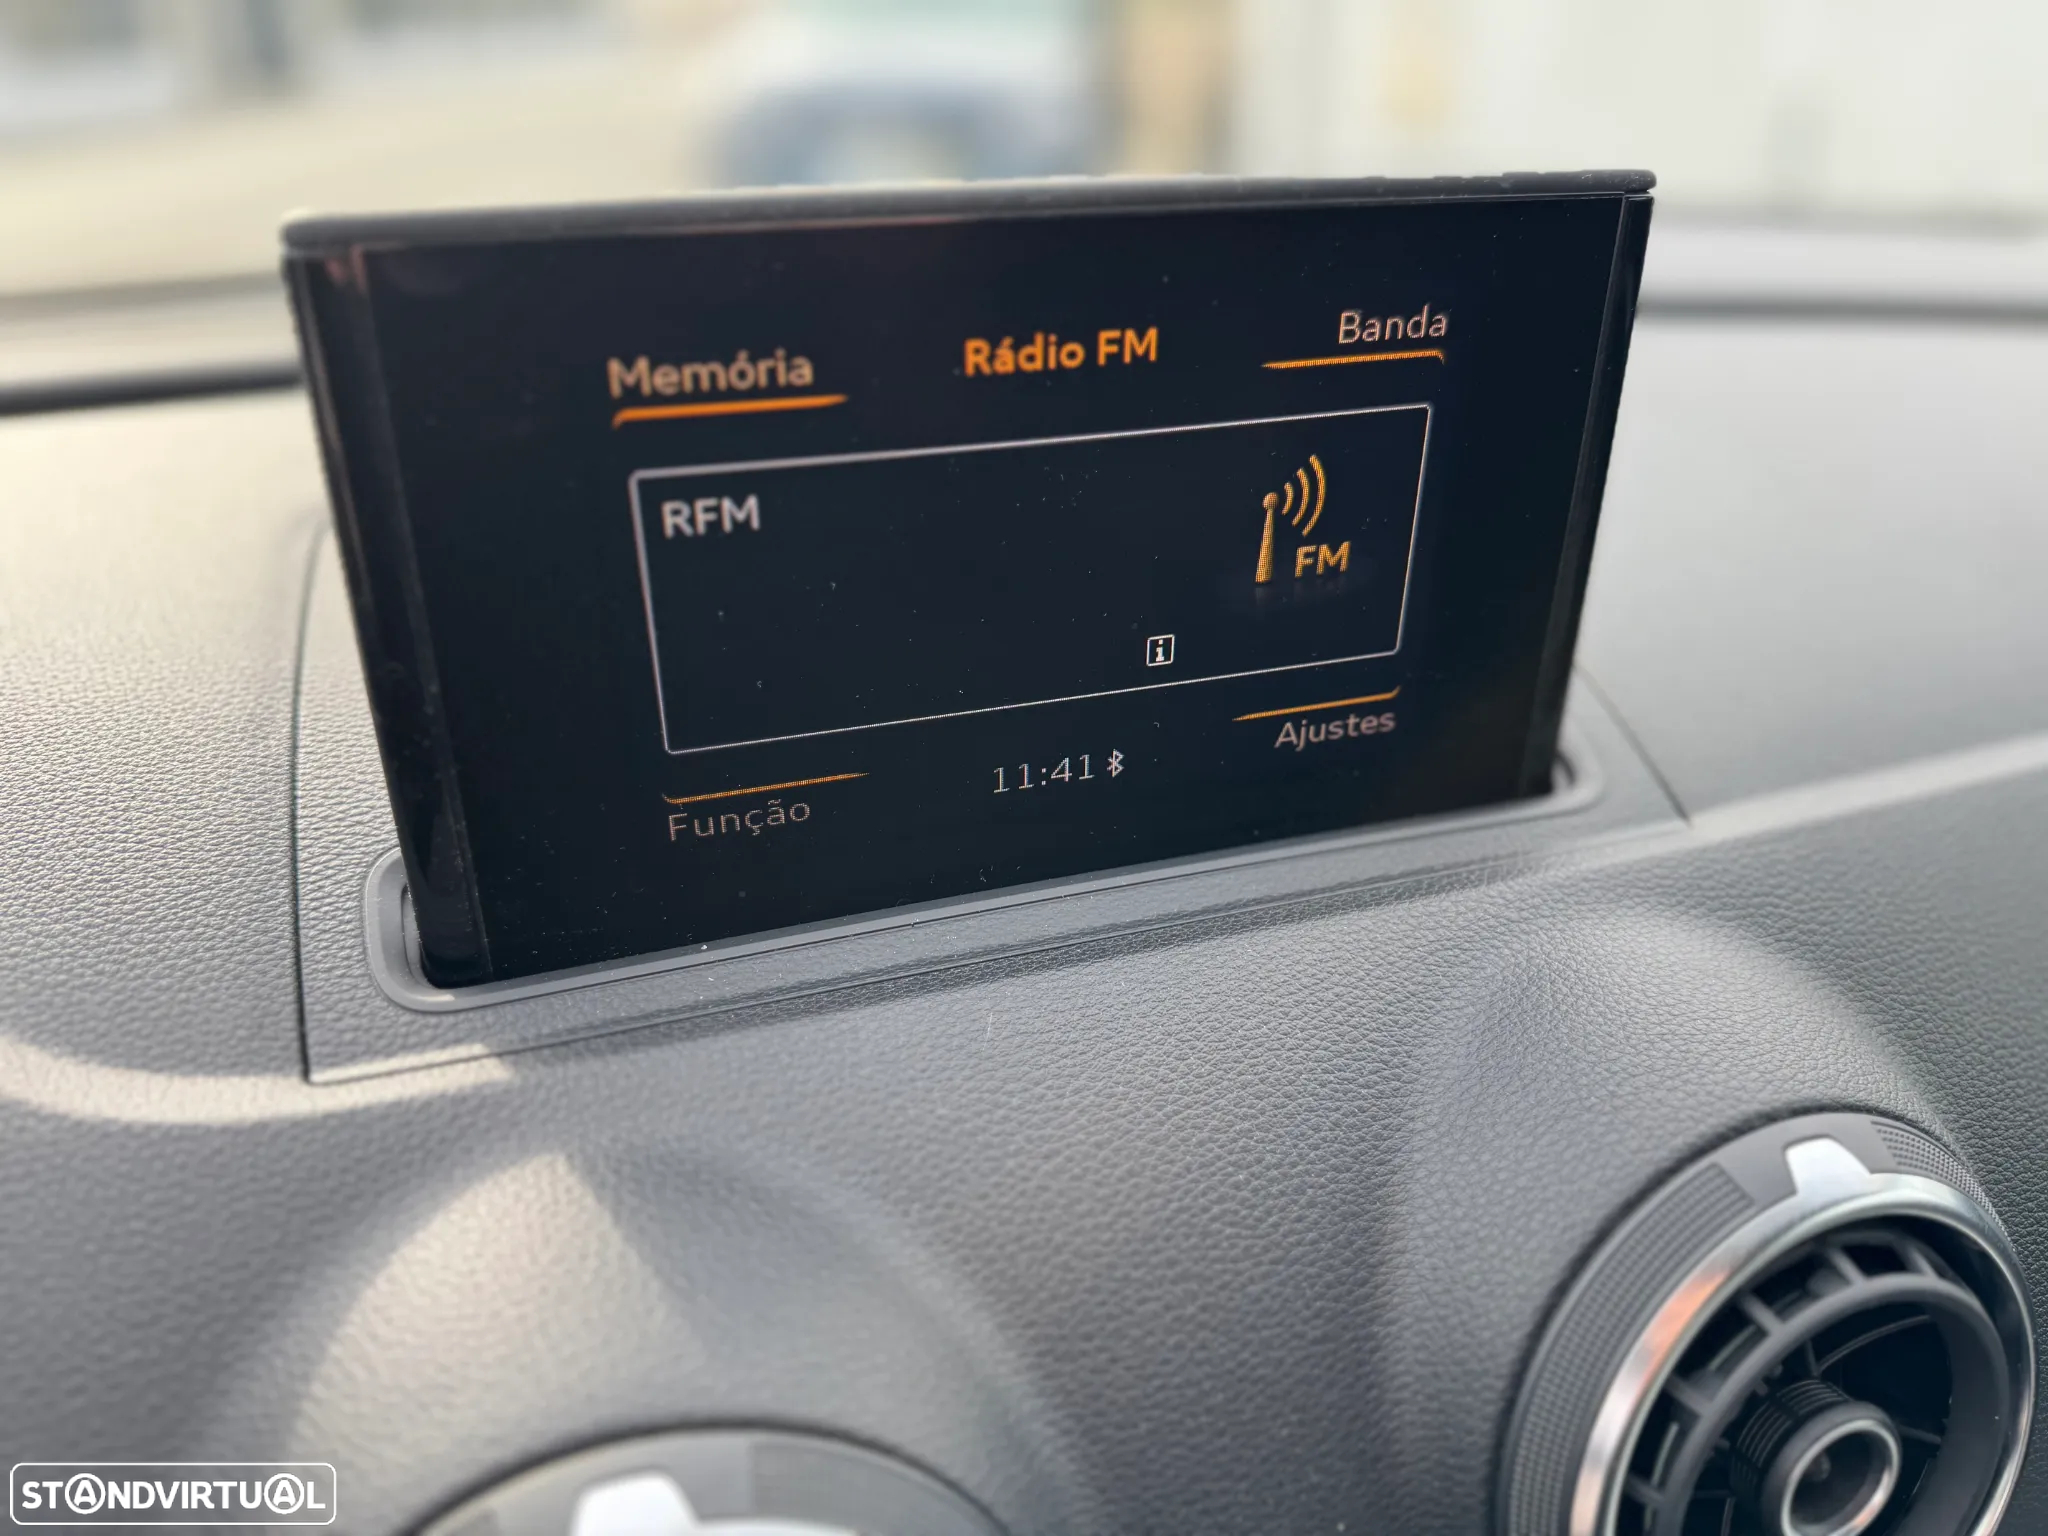 Memória
Rádio FM
Banda
RFM
FM
i
Ajustes
11:41
Função
STANDVIRTUAL